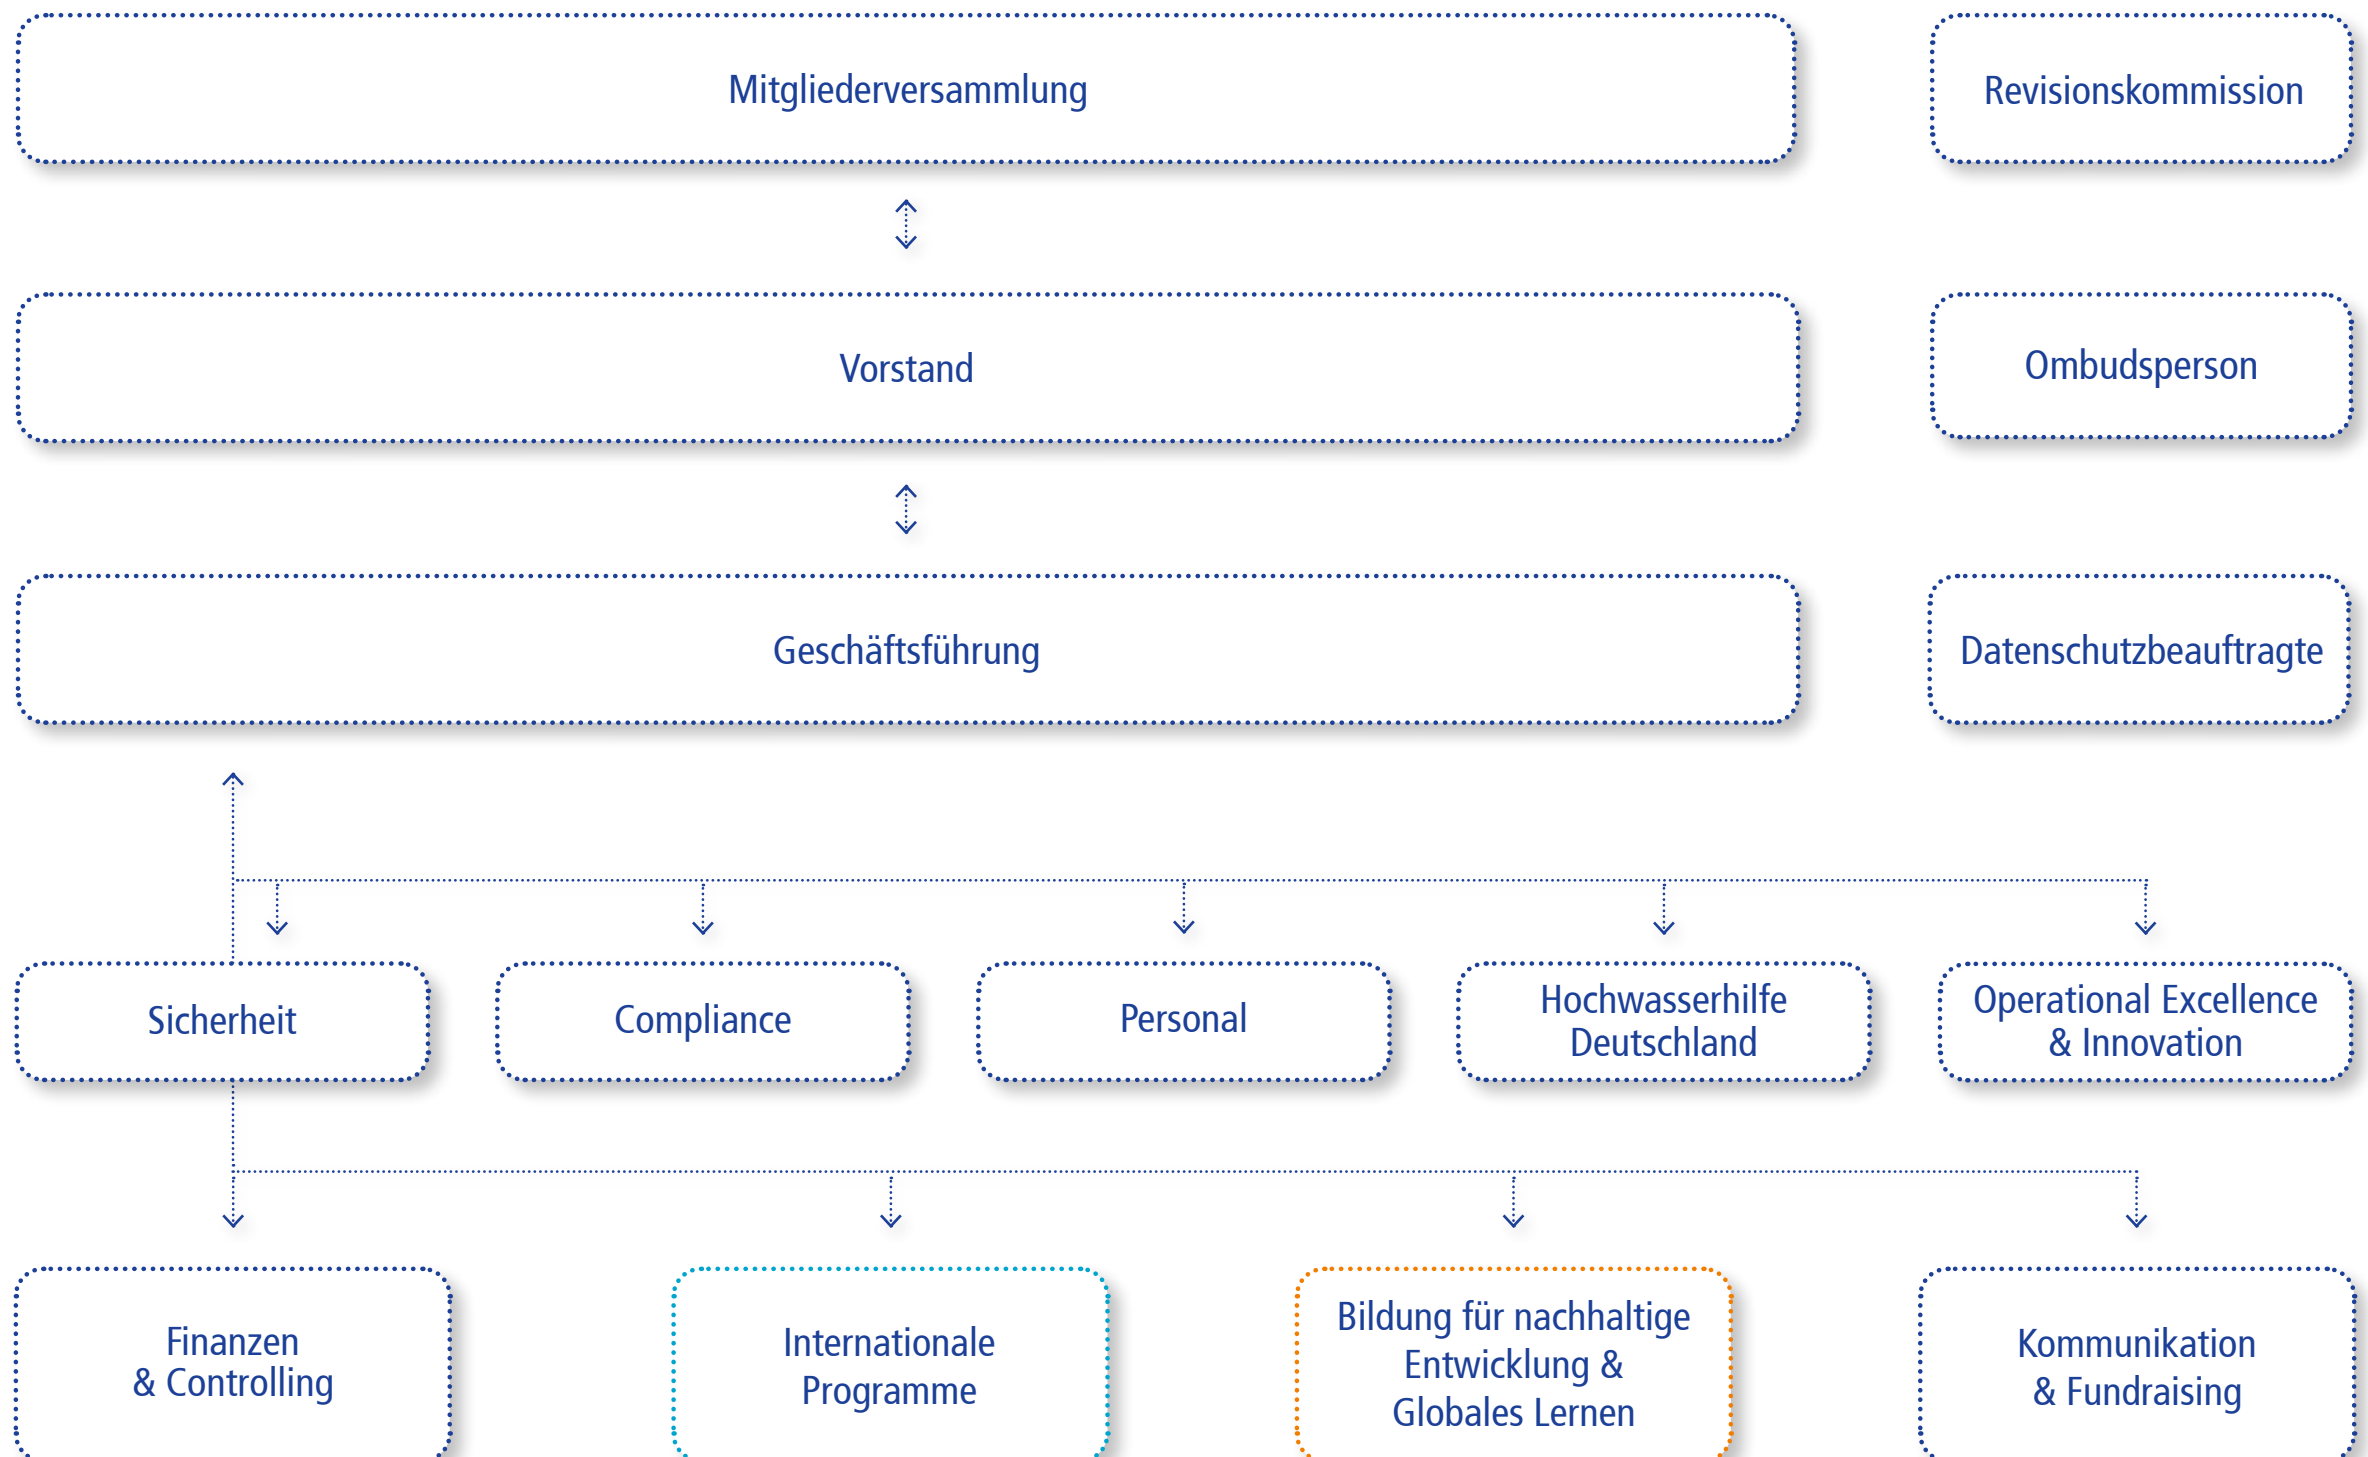 Mitgliederversammlung
Revisionskommission
Vorstand
Ombudsperson
Geschäftsführung
Datenschutzbeauftragte
Sicherheit
Compliance
Personal
Hochwasserhilfe
Deutschland
Operational Excellence
& Innovation
Finanzen
& Controlling
Internationale
Programme
Bildung für nachhaltige
Entwicklung &
Globales Lernen
Kommunikation
& Fundraising